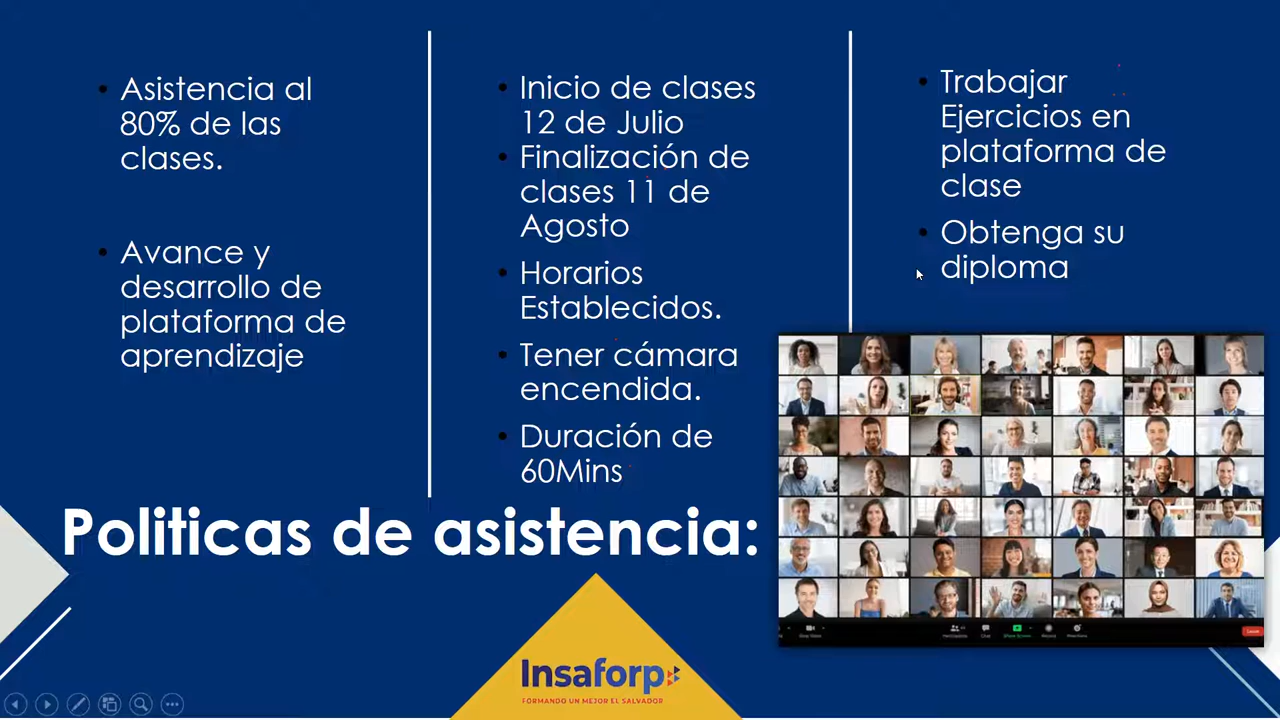 Asistencia al
80% de las
clases.
Avance y
desarrollo de
plataforma de
aprendizaje
Inicio de clases
12 de Julio
Finalización de
clases 11 de
Agosto
Horarios
Establecidos.
Tener cámara
encendida.
Duración de
60Mins
Trabajar
Ejercicios en
plataforma de
clase
Obtenga su
diploma
Politicas de asistencia:
Insaforp
FORMANDO UN MEJOR EL SALVADOR